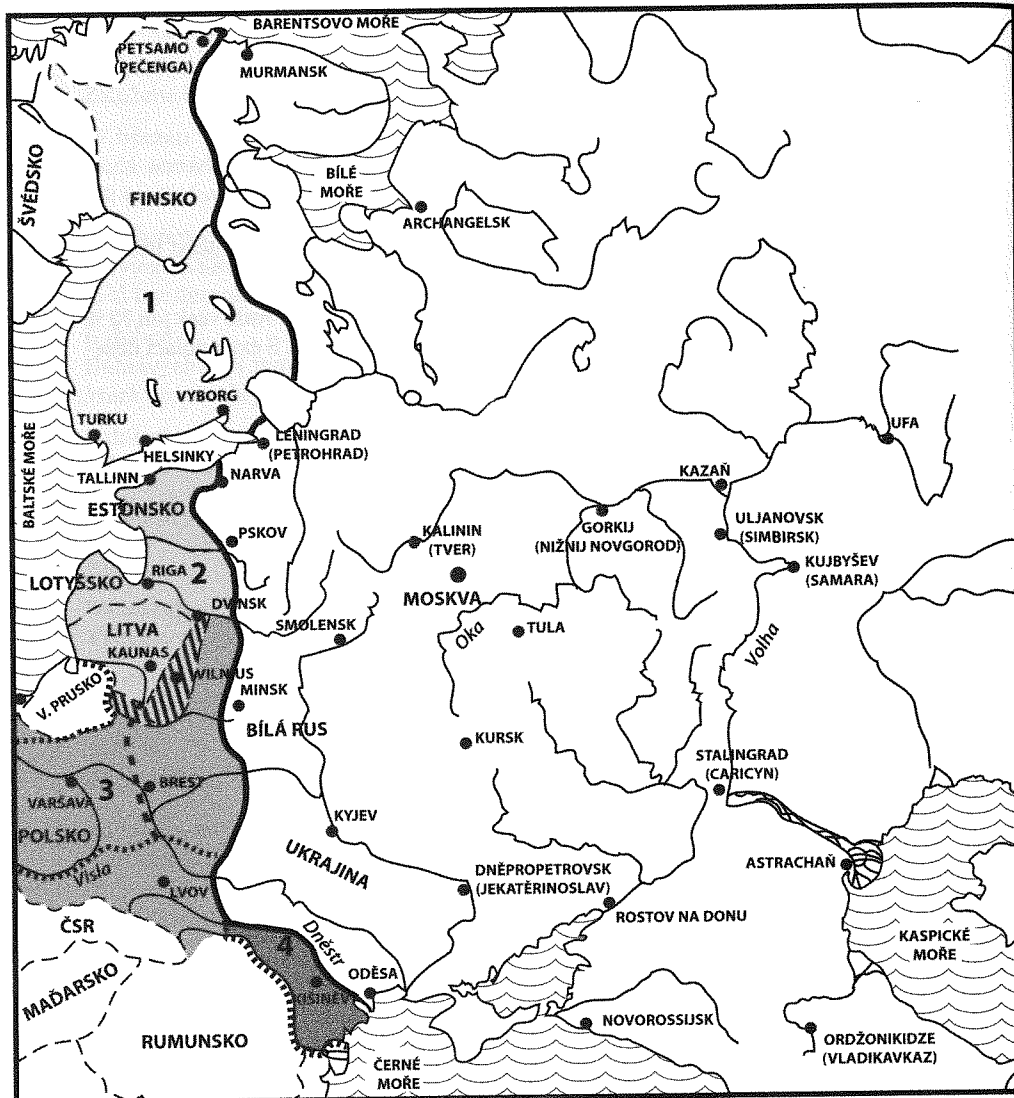 BARENTSOVO MOŘE
PETSAMO
(PEČENGA)
MURMANSK
ŠVÉDSKO
FINSKO
BÍLÉ
MOŘE
ARCHANGELSK
1
VYBORG
TURKU
HELSINKY
LENINGRAD
(PETROHRAD)
UFA
BALTSKÉ MOŘE
TALLINN
NARVA
KAZAŇ
ESTONSKO
PSKOV
KALININ
(TVER)
GORKIJ
(NIŽNIJ NOVGOROD)
ULJANOVSK
(SIMBIRSK)
LOTYŠSKO
RIGA
2
MOSKVA
KUJBYŠEV
(SAMARA)
DVINSK
SMOLENSK
Oka
TULA
Volha
LITVA
KAUNAS
VILNIUS
V. PRUSKO
MINSK
BÍLÁ RUS
KURSK
STALINGRAD
(CARICYN)
3
BREST
VARŠAVA
POLSKO
KYJEV
Visla
UKRAJINA
ASTRACHAŇ
LVOV
DNĚPROPETROVSK
(JEKATĚRINOSLAV)
ROSTOV NA DONU
ČSR
4
Dněstr
KASPICKÉ
MOŘE
MAĎARSKO
KIŠINĚV
ODĚSA
RUMUNSKO
NOVOROSSIJSK
ORDŽONIKIDZE
(VLADIKAVKAZ)
ČERNÉ
MOŘE